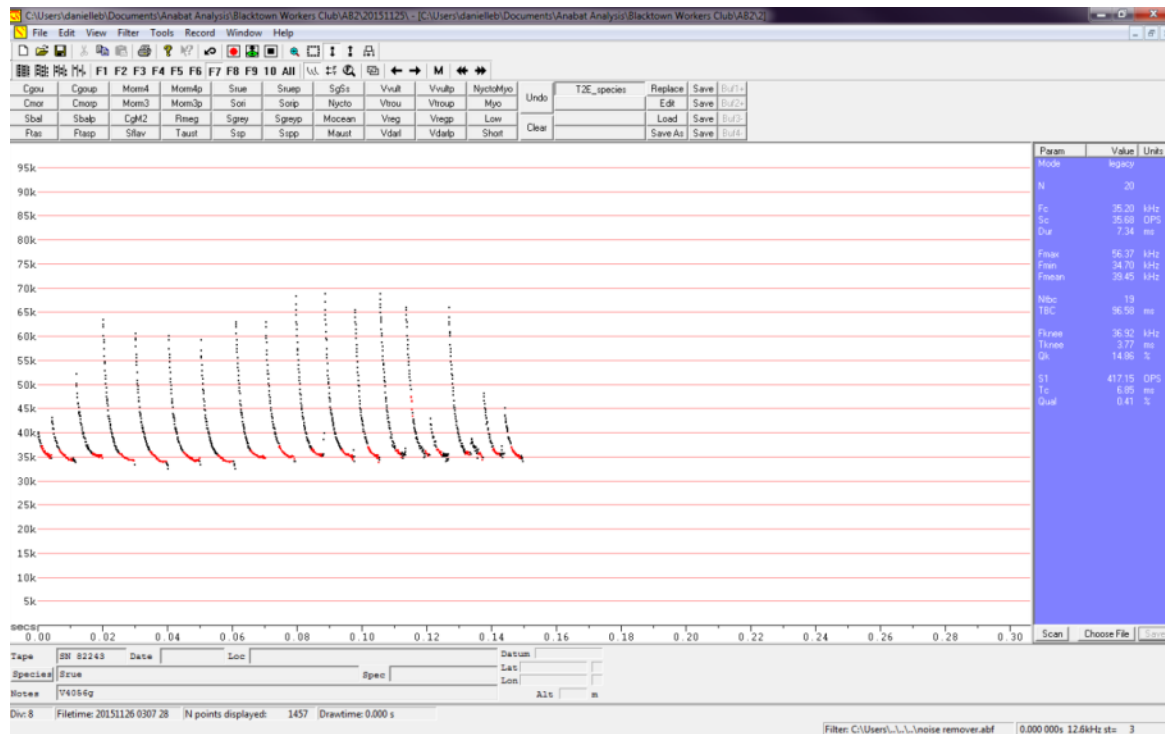 C:\Users\danielleb\Documents\Anabat Analysis\Blacktown Workers Club\AB2\20151125\ - [C:\Users\danielleb\Documents\Anabat Analysis\Blacktown Workers Club\AB2\2]
File Edit View Filter Tools Record Window Help
F1 F2 F3 F4 F5 F6 F7 F8 F9 10 All M
Cgou Cgoup Morm4 Morm4p Srue Sruep SgSs Vvult Vvultp NyctoMyo Undo T2E_species Replace Save Buf1+
Cmor Cmorp Morm3 Morm3p Sori Sorip Nycto Vtrou Vtroup Myo Edit Save Buf2+
Sbal Sbalp CgM2 Rmeg Sgrey Sgreyp Mocean Vreg Vregp Low Clear Load Save Buf3-
Ftas Ftasp Sflav Taust Ssp Sspp Maust Vdarl Vdarlp Short Save As Save Buf4-
Param Value Units
Mode legacy
N 20
Fc 35.20 kHz
Sc 35.68 OPS
Dur 7.34 ms
Fmax 56.37 kHz
Fmin 34.70 kHz
Fmean 39.45 kHz
Ntbc 19
TBC 96.58 ms
Fknee 36.92 kHz
Tknee 3.77 ms
Qk 14.86 %
S1 417.15 OPS
Tc 6.85 ms
Qual 0.41 %
95k
90k
85k
80k
75k
70k
65k
60k
55k
50k
45k
40k
35k
30k
25k
20k
15k
10k
5k
secs
0.00 0.02 0.04 0.06 0.08 0.10 0.12 0.14 0.16 0.18 0.20 0.22 0.24 0.26 0.28 0.30
Scan Choose File Save
Tape SN 82243 Date Loc Datum
Species Srue Spec Lat
Lon
Notes V4056g Alt m
Div: 8 Filetime: 20151126 0307 28 N points displayed: 1457 Drawtime: 0.000 s
Filter: C:\Users\...\...\...\noise remover.abf 0.000 000s 12.6kHz st= 3